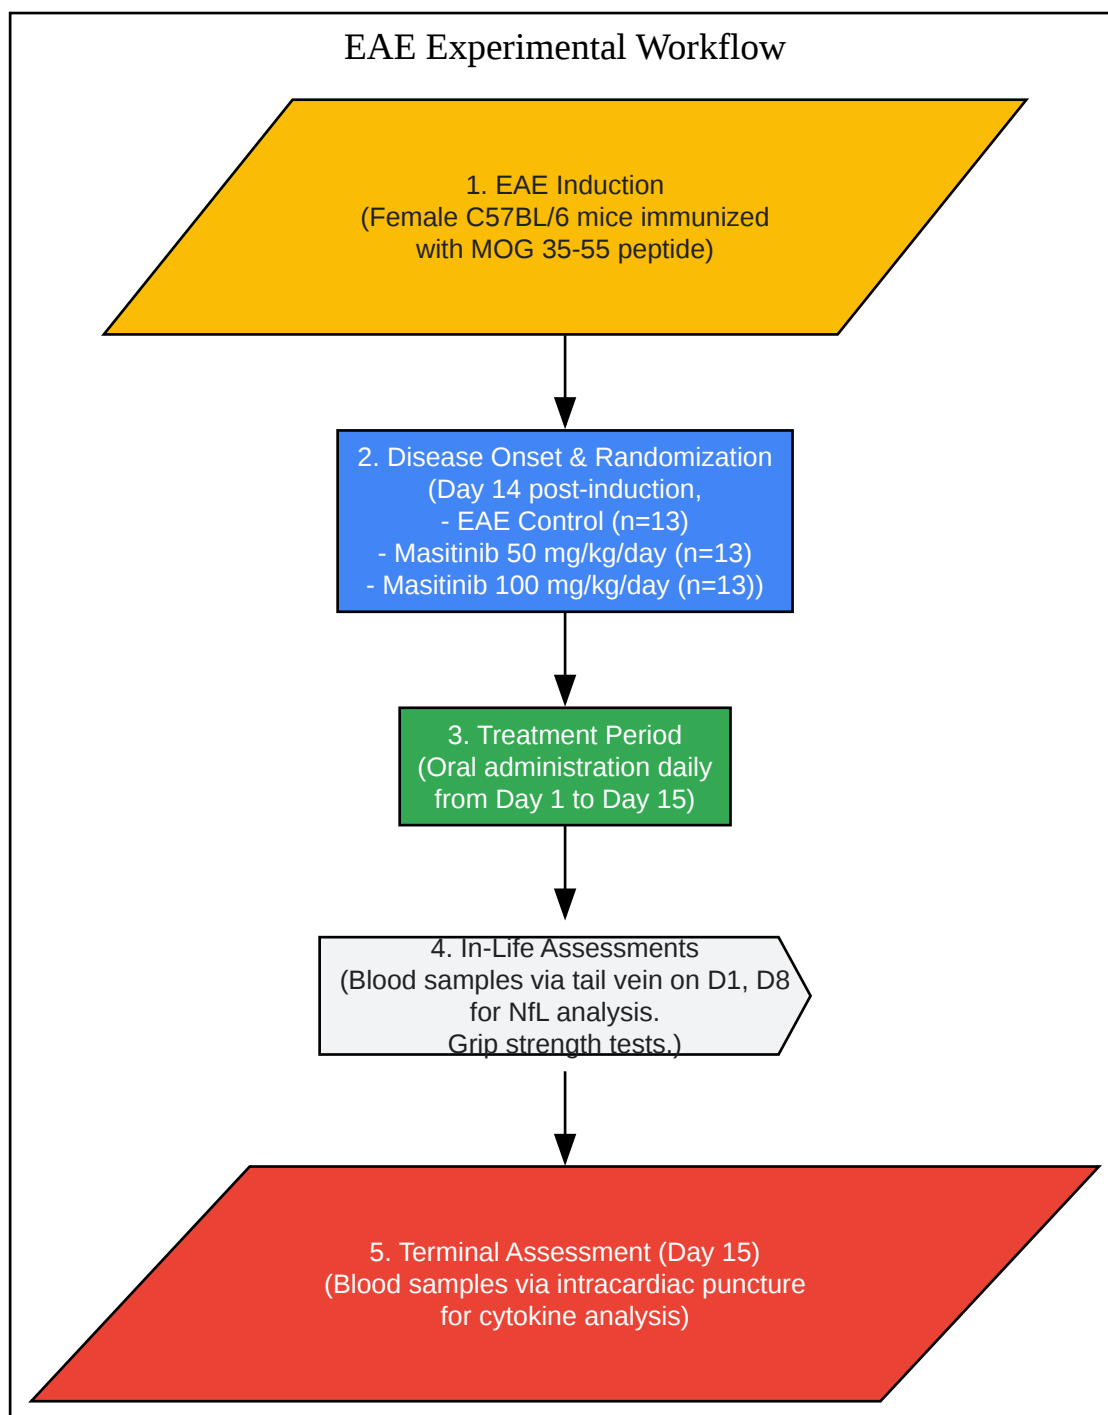 EAE Experimental Workflow
1. EAE Induction
(Female C57BL/6 mice immunized
with MOG 35-55 peptide)
2. Disease Onset & Randomization
(Day 14 post-induction,
- EAE Control (n=13)
- Masitinib 50 mg/kg/day (n=13)
- Masitinib 100 mg/kg/day (n=13))
3. Treatment Period
(Oral administration daily
from Day 1 to Day 15)
4. In-Life Assessments
(Blood samples via tail vein on D1, D8
for NfL analysis.
Grip strength tests.)
5. Terminal Assessment (Day 15)
(Blood samples via intracardiac puncture
for cytokine analysis)